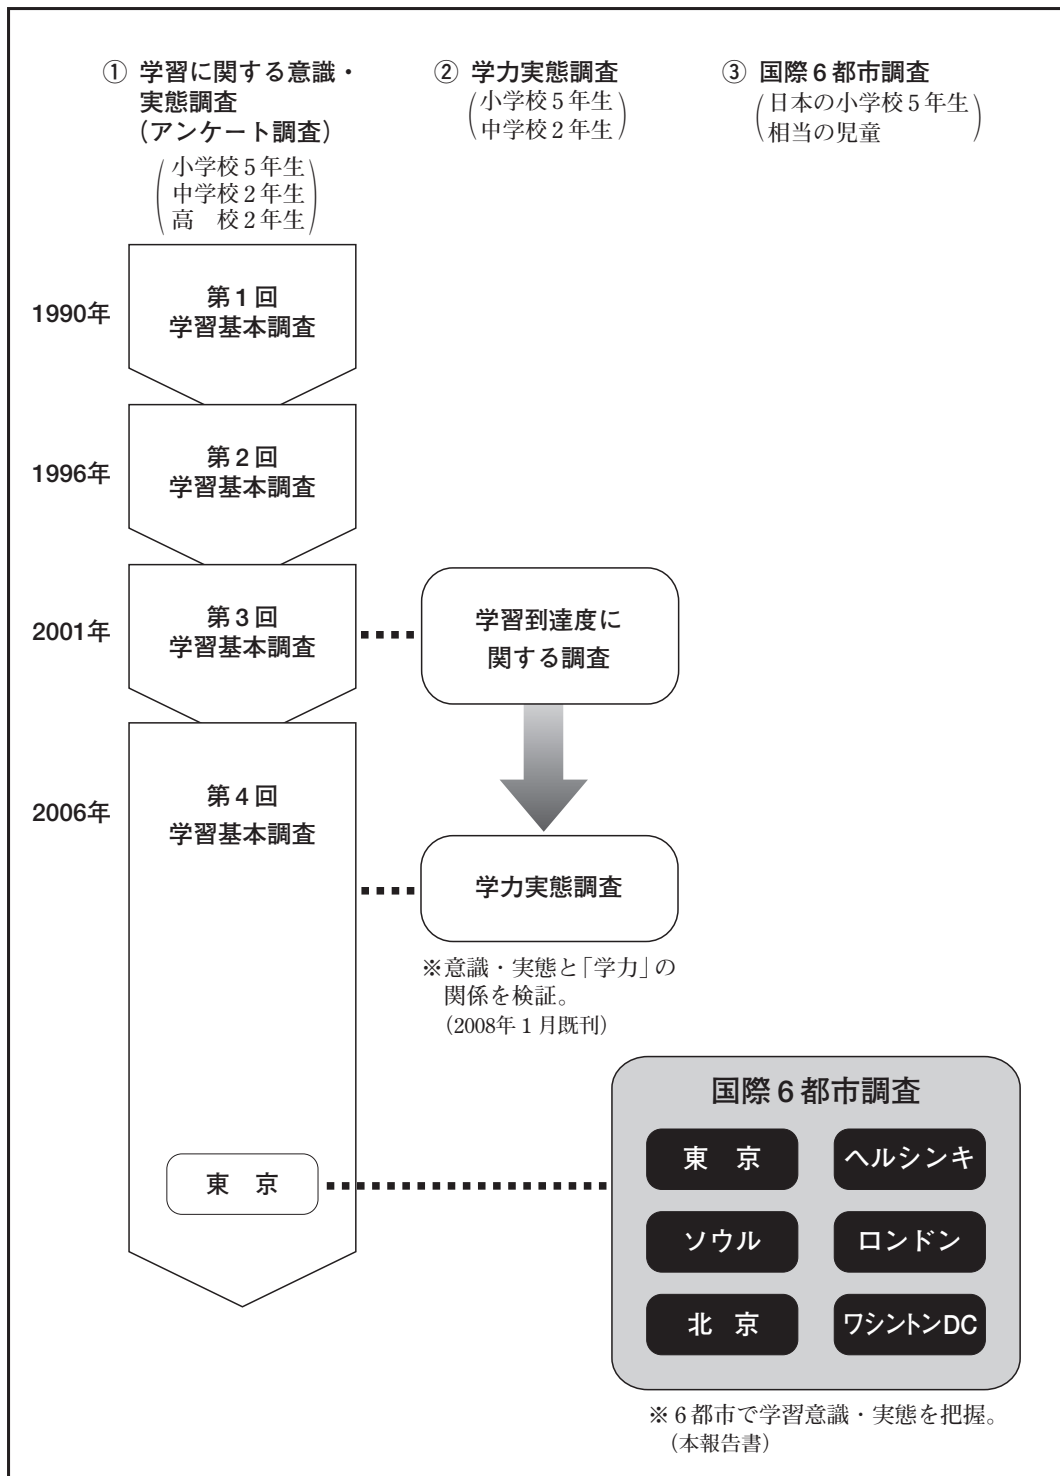 ① 学習に関する意識・
実態調査
（アンケート調査）
小学校５年生
中学校２年生
高　校２年生
② 学力実態調査
小学校５年生
中学校２年生
③ 国際６都市調査
日本の小学校５年生
相当の児童
1990年
第１回
学習基本調査
1996年
第２回
学習基本調査
2001年
第３回
学習基本調査
学習到達度に
関する調査
2006年
第４回
学習基本調査
学力実態調査
※意識・実態と「学力」の
関係を検証。
（2008年１月既刊）
東　京
国際６都市調査
東　京
ヘルシンキ
ソウル
ロンドン
北　京
ワシントンDC
※６都市で学習意識・実態を把握。
（本報告書）